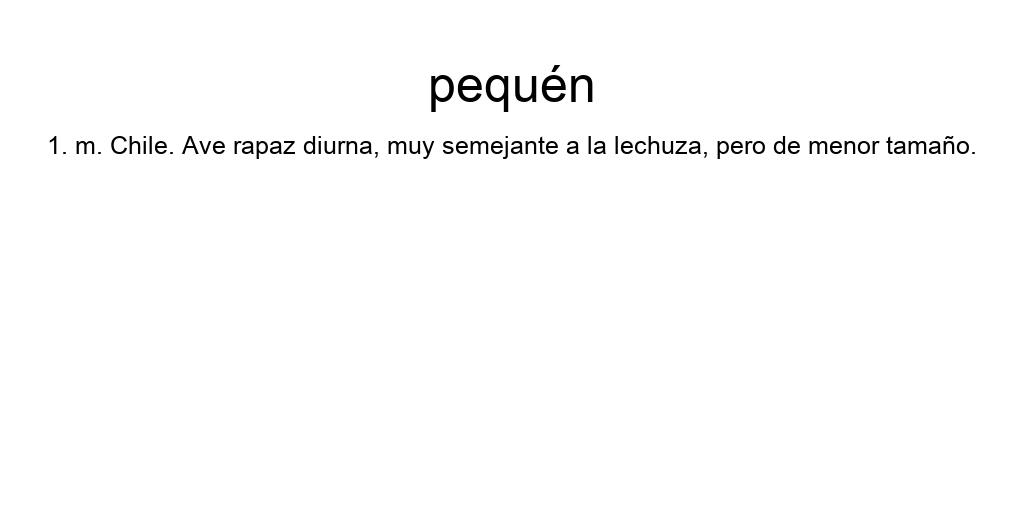 pequén
1. m. Chile. Ave rapaz diurna, muy semejante a la lechuza, pero de menor tamaño.